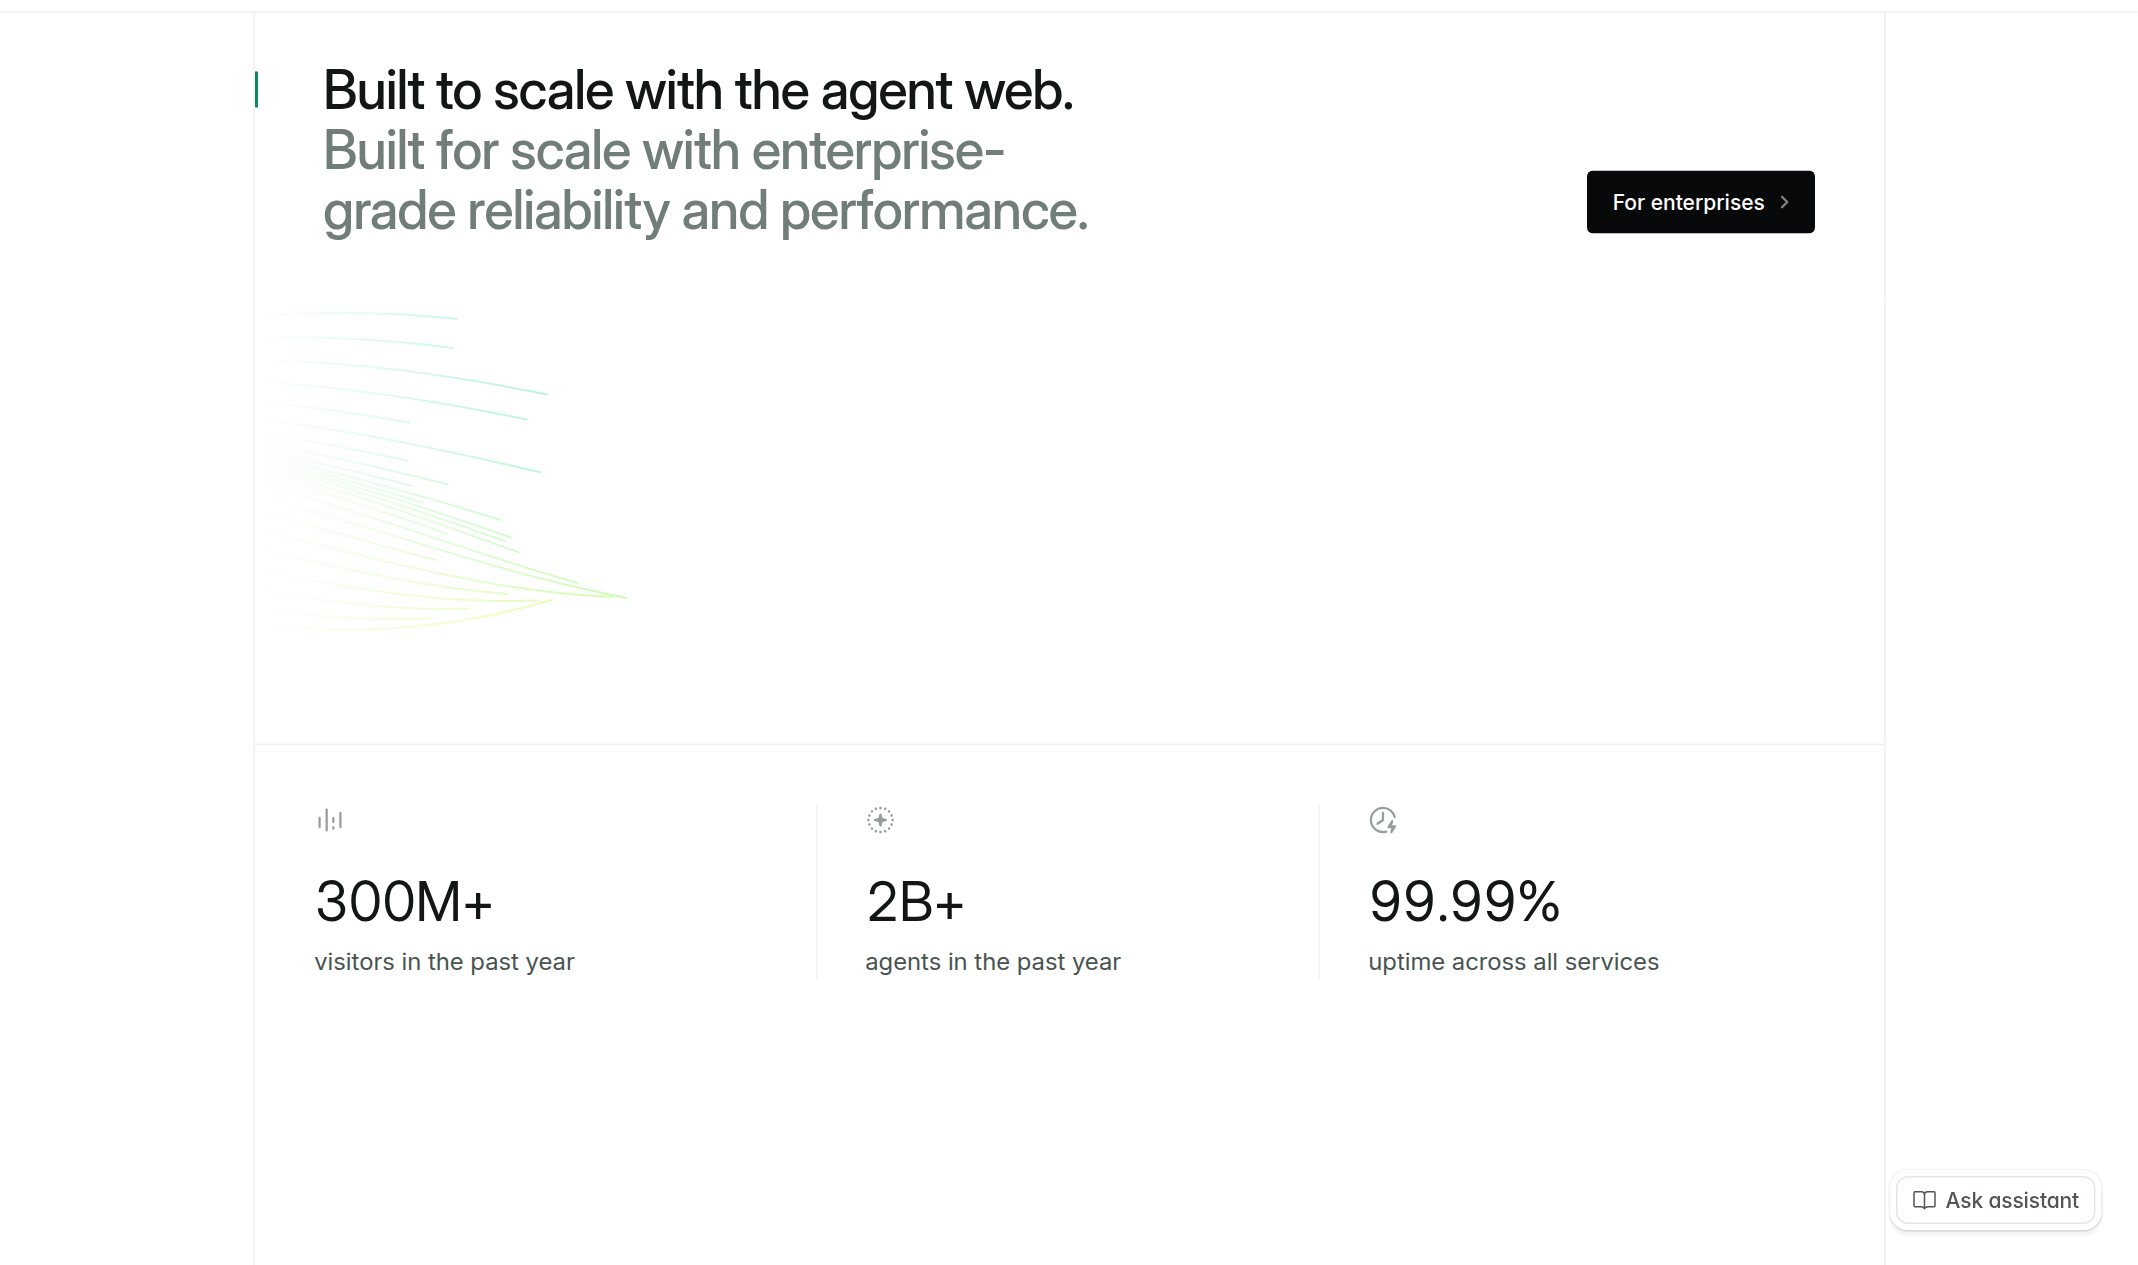 Built to scale with the agent web.
Built for scale with enterprise-
grade reliability and performance.
For enterprises
300M+
visitors in the past year
2B+
agents in the past year
99.99%
uptime across all services
Ask assistant